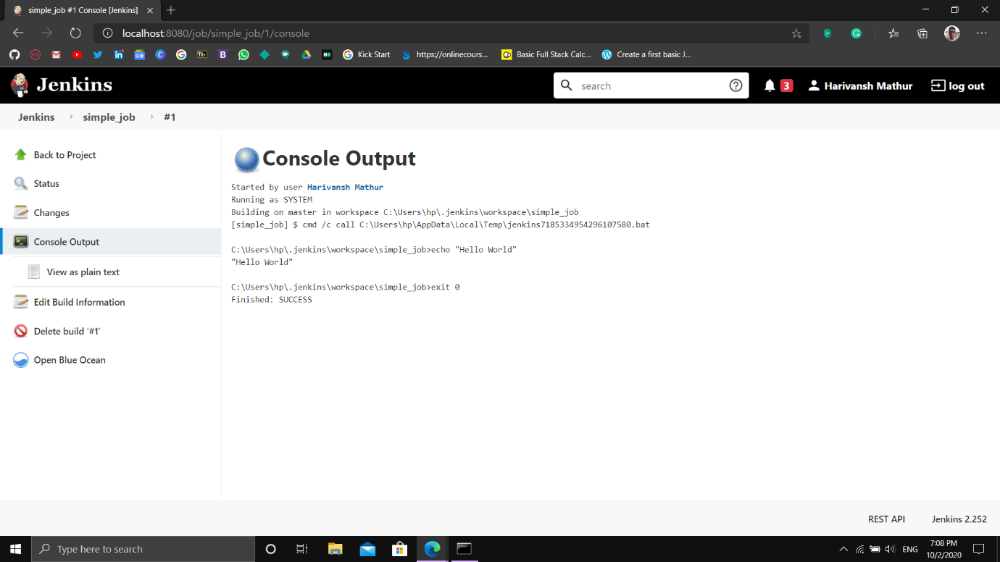 simple_job #1 Console [Jenkins]
localhost:8080/job/simple_job/1/console
Kick Start
https://onlinecours...
Basic Full Stack Calc...
Create a first basic J...
Jenkins
search
3
Harivansh Mathur
log out
Jenkins
simple_job
#1
Back to Project
Status
Changes
Console Output
View as plain text
Edit Build Information
Delete build ‘#1’
Open Blue Ocean
Console Output
Started by user Harivansh Mathur
Running as SYSTEM
Building on master in workspace C:\Users\hp\.jenkins\workspace\simple_job
[simple_job] $ cmd /c call C:\Users\hp\AppData\Local\Temp\jenkins7185334954296107580.bat
C:\Users\hp\.jenkins\workspace\simple_job>echo "Hello World"
"Hello World"
C:\Users\hp\.jenkins\workspace\simple_job>exit 0
Finished: SUCCESS
REST API
Jenkins 2.252
Type here to search
ENG
7:08 PM
10/2/2020